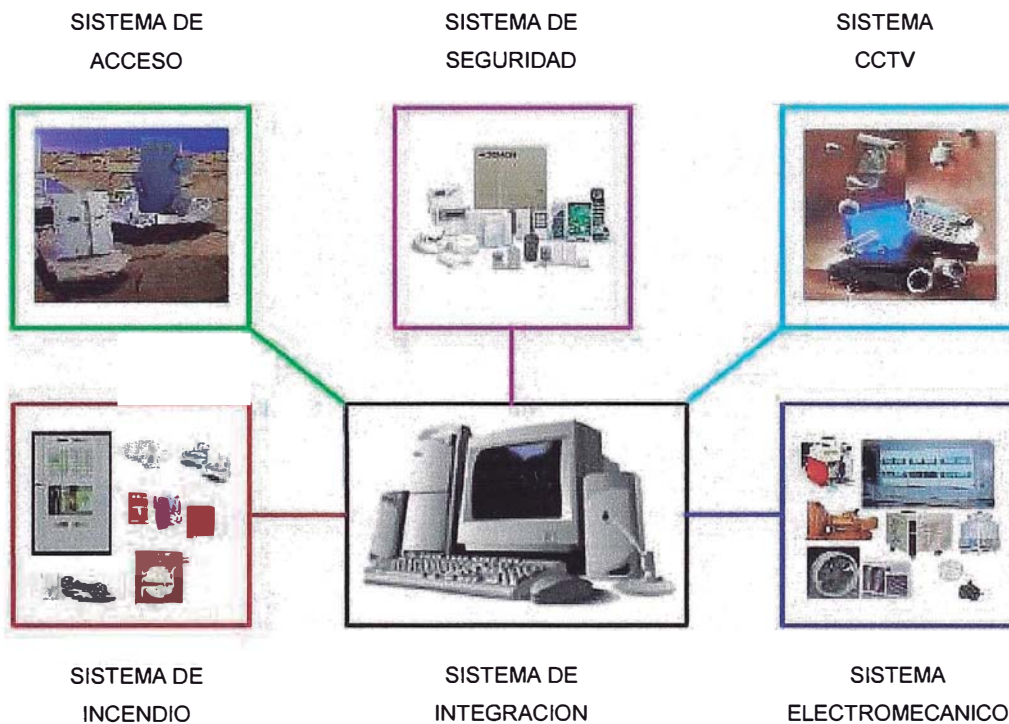 SISTEMA DE
ACCESO
SISTEMA DE
SEGURIDAD
SISTEMA
CCTV
SISTEMA DE
INCENDIO
SISTEMA DE
INTEGRACION
SISTEMA
ELECTROMECANICO